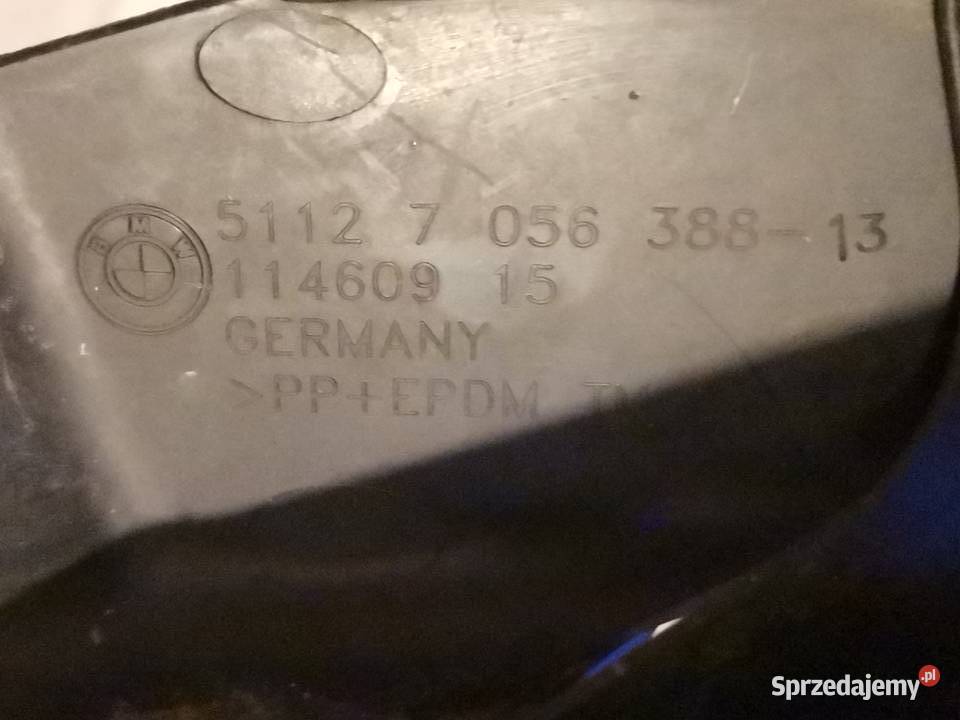 BMW
5112 7 056 388-13
114609 15
GERMANY
>PP+EPDM
Sprzedajemy.pl